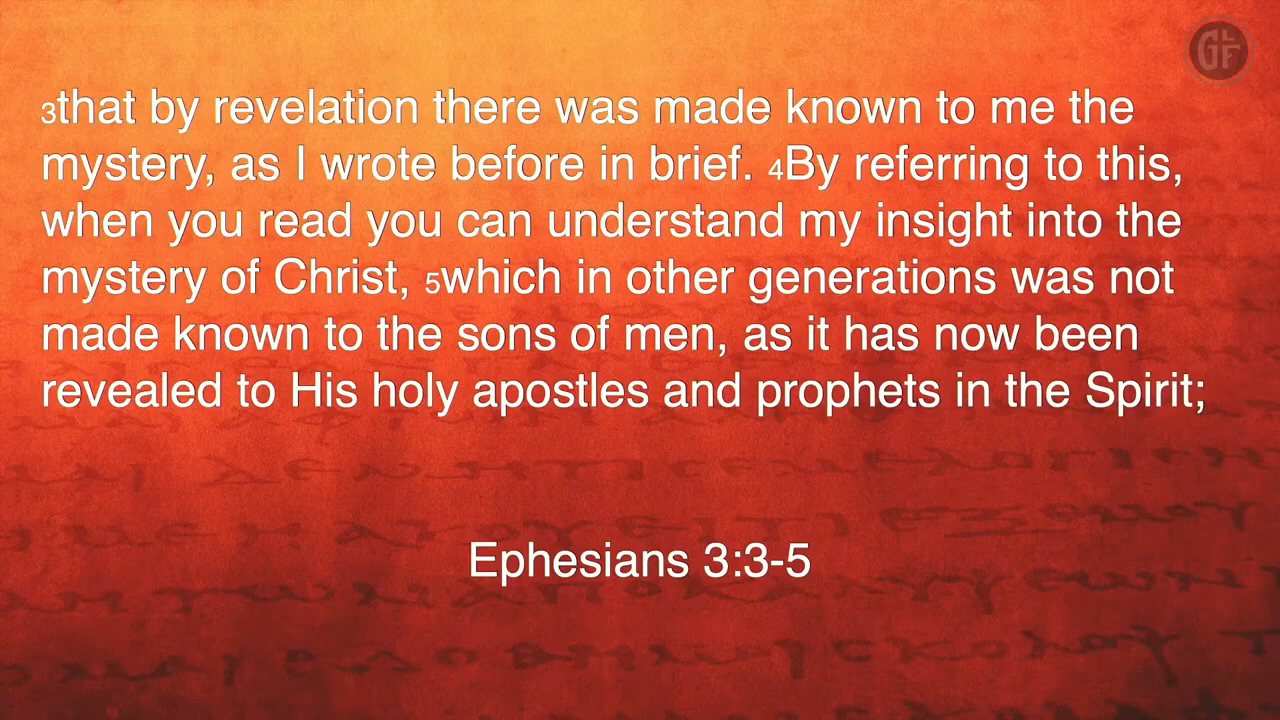 3that by revelation there was made known to me the
mystery, as I wrote before in brief. 4By referring to this,
when you read you can understand my insight into the
mystery of Christ, 5which in other generations was not
made known to the sons of men, as it has now been
revealed to His holy apostles and prophets in the Spirit;
Ephesians 3:3-5